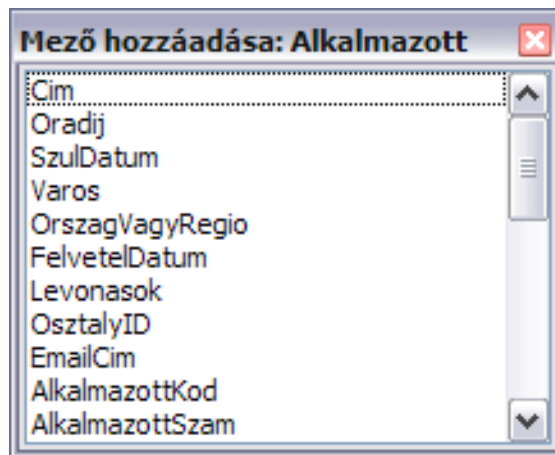 Mező hozzáadása: Alkalmazott
Cim
Oradij
SzulDatum
Varos
OrszagVagyRegio
FelvetelDatum
Levonasok
OsztalyID
EmailCim
AlkalmazottKod
AlkalmazottSzam